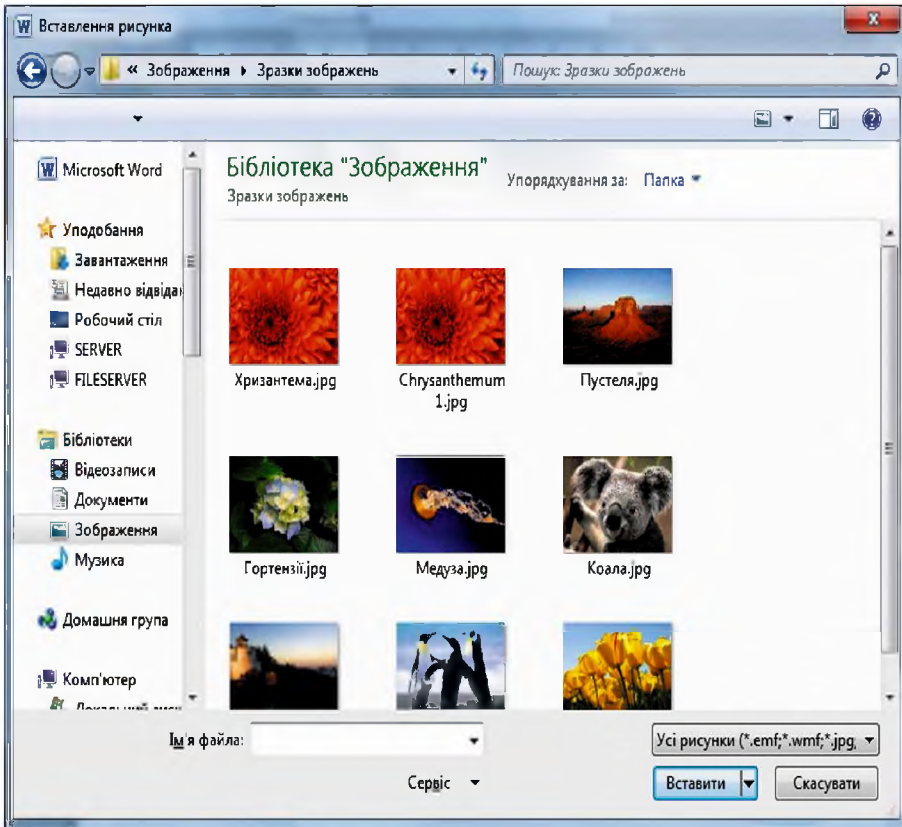 Вставлення рисунка
« Зображення Зразки зображень
Пошук: Зразки зображень
Microsoft Word
Уподобання
Завантаження
Недавно відвіда
Робочий стіл
SERVER
FILESERVER
Бібліотеки
Відеозаписи
Документи
Зображення
Музика
Домашня група
Комп'ютер
Бібліотека "Зображення"
Зразки зображень
Упорядкування за: Папка
Хризантема.jpg
Chrysanthemum
1.jpg
Пустеля.jpg
Гортензії.jpg
Медуза.jpg
Коала.jpg
Ім'я файла:
Усі рисунки (*.emf;*.wmf;*.jpg,
Сервіс
Вставити
Скасувати